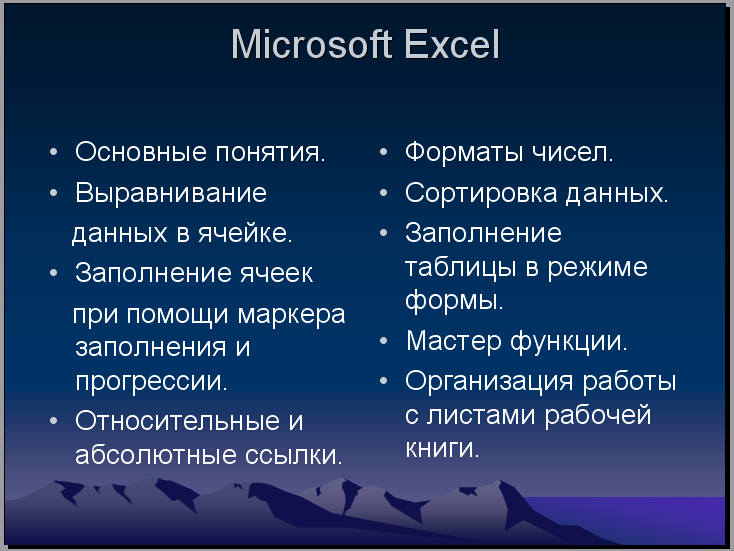 Microsoft Excel
• Основные понятия.
• Выравнивание
данных в ячейке.
• Заполнение ячеек
при помощи маркера
заполнения и
прогрессии.
• Относительные и
абсолютные ссылки.
• Форматы чисел.
• Сортировка данных.
• Заполнение
таблицы в режиме
формы.
• Мастер функции.
• Организация работы
с листами рабочей
книги.